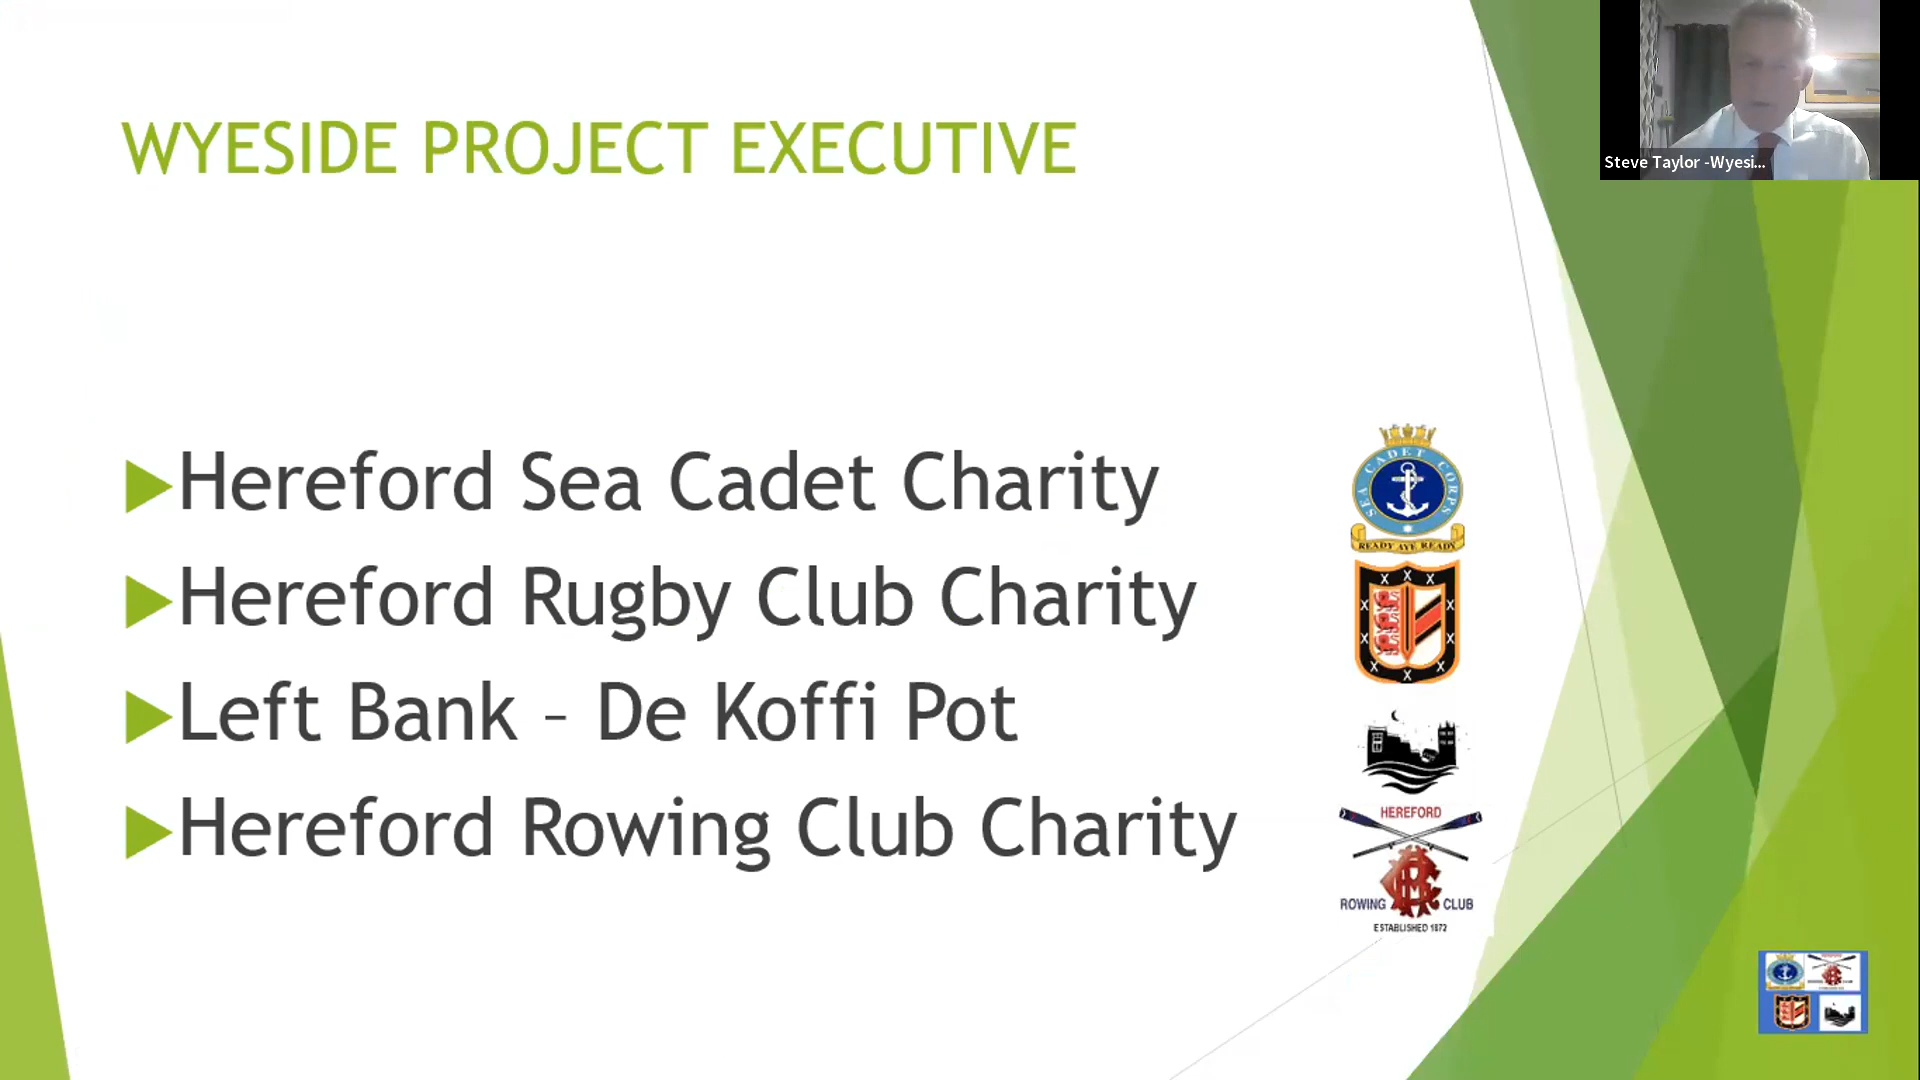 WYESIDE PROJECT EXECUTIVE
Steve Taylor -Wyesi...
Hereford Sea Cadet Charity
SEA CADET CORPS
READY AYE READY
Hereford Rugby Club Charity
Left Bank – De Koffi Pot
Hereford Rowing Club Charity
HEREFORD
ROWING CLUB
ESTABLISHED 1872